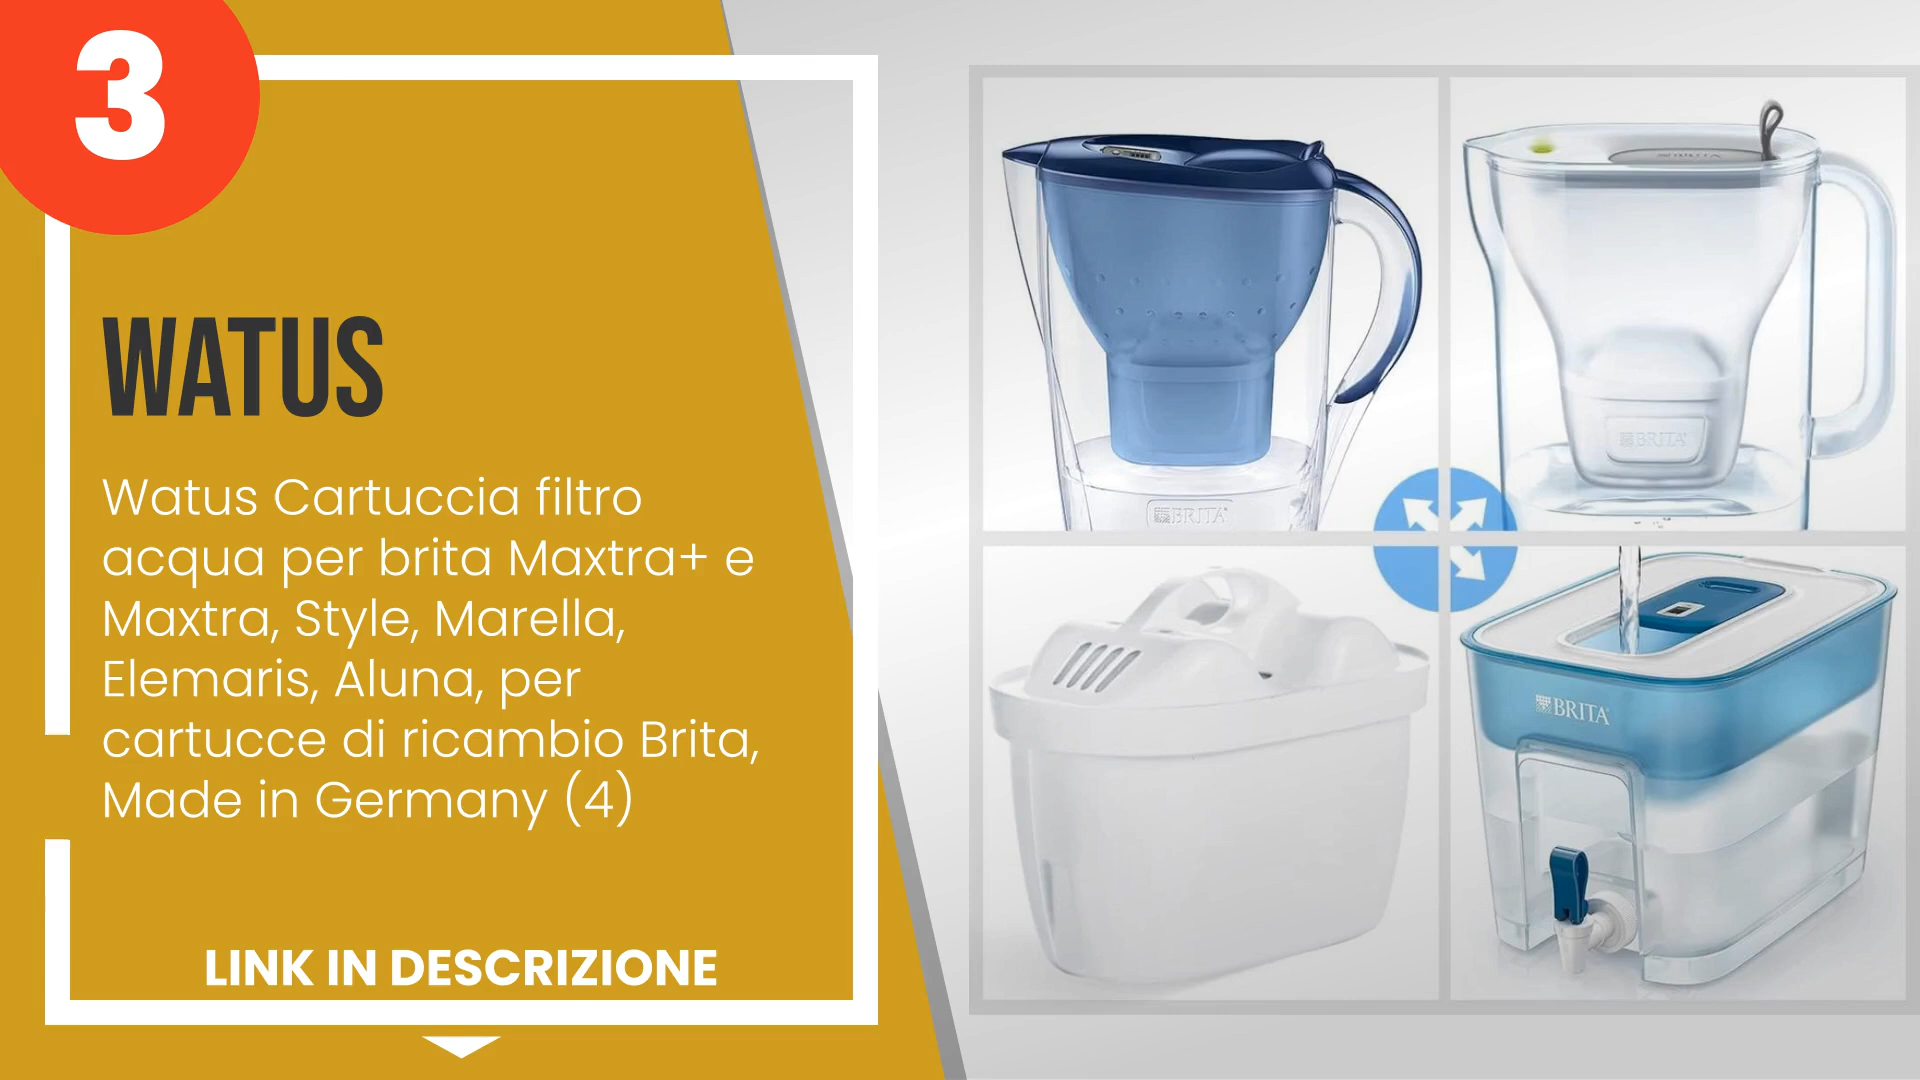 3
WATUS
Watus Cartuccia filtro
acqua per brita Maxtra+ e
Maxtra, Style, Marella,
Elemaris, Aluna, per
cartucce di ricambio Brita,
Made in Germany (4)
LINK IN DESCRIZIONE
BRITA
BRITA
BRITA